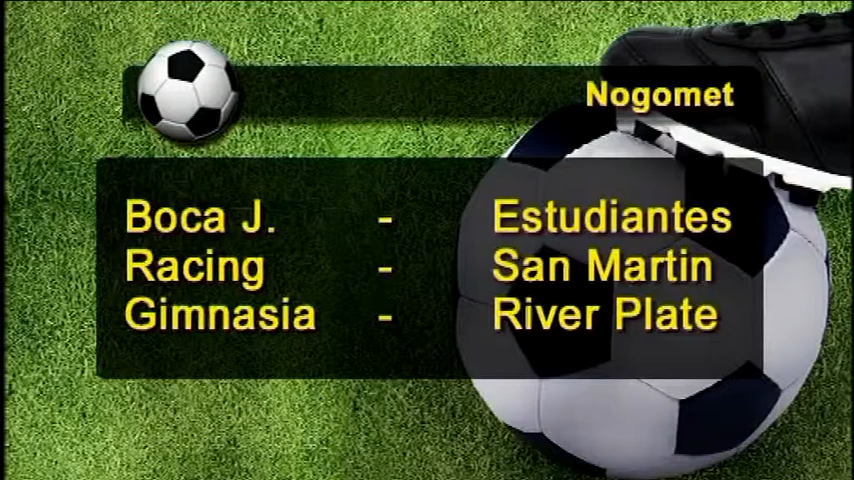 Nogomet
Boca J. - Estudiantes
Racing - San Martin
Gimnasia - River Plate